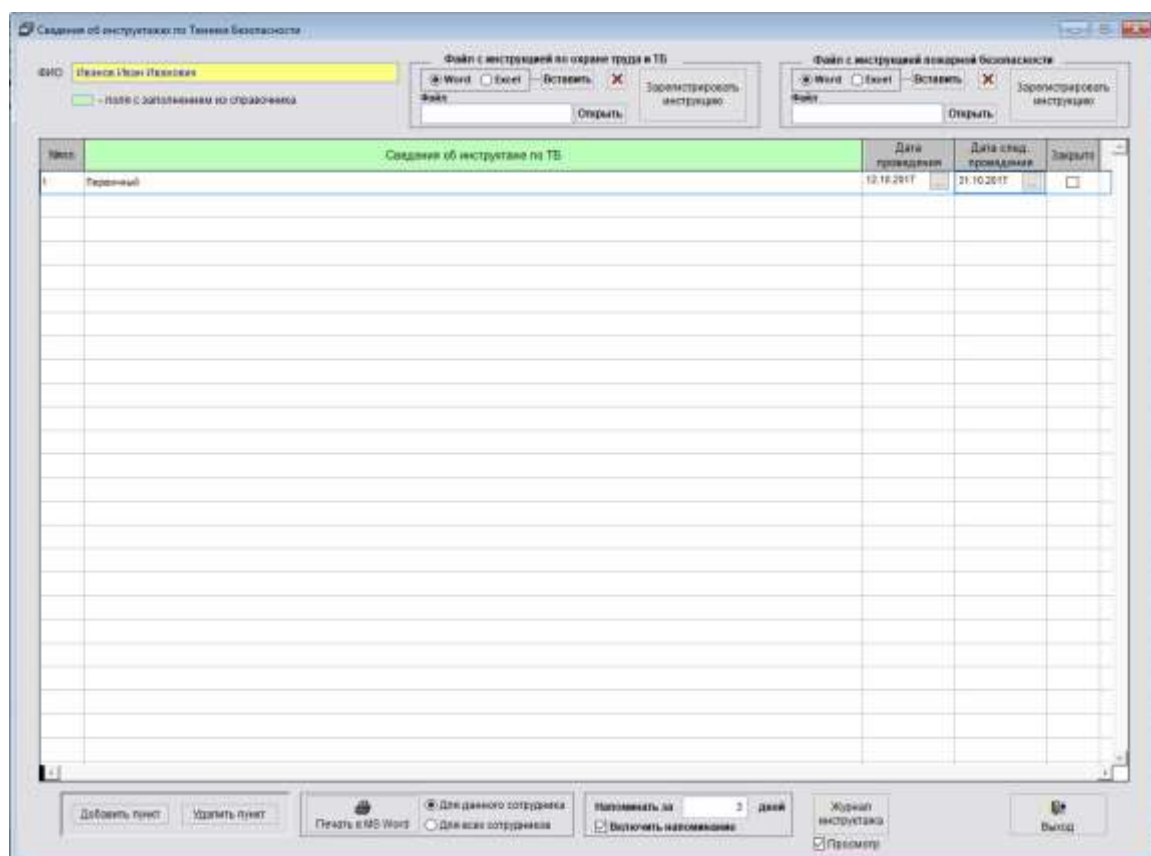 Сведения об инструктажах по Технике Безопасности
ФИО Иванов Иван Иванович
- поля с заполнением из справочника
Файл с инструкцией по охране труда и ТБ
Word Excel Вставить
Файл
Открыть
Зарегистрировать
инструкцию
Файл с инструкцией пожарной безопасности
Word Excel Вставить
Файл
Открыть
Зарегистрировать
инструкцию
Сведения об инструктаже по ТБ
Дата
проведения
Дата след.
проведения
Закрыто
1 Первичный 12.10.2017 21.10.2017
Добавить пункт Удалить пункт
Печать в MS Word
Для данного сотрудника
Для всех сотрудников
Напоминать за 3 дней
Включить напоминание
Журнал
инструктажа
Просмотр
Выход